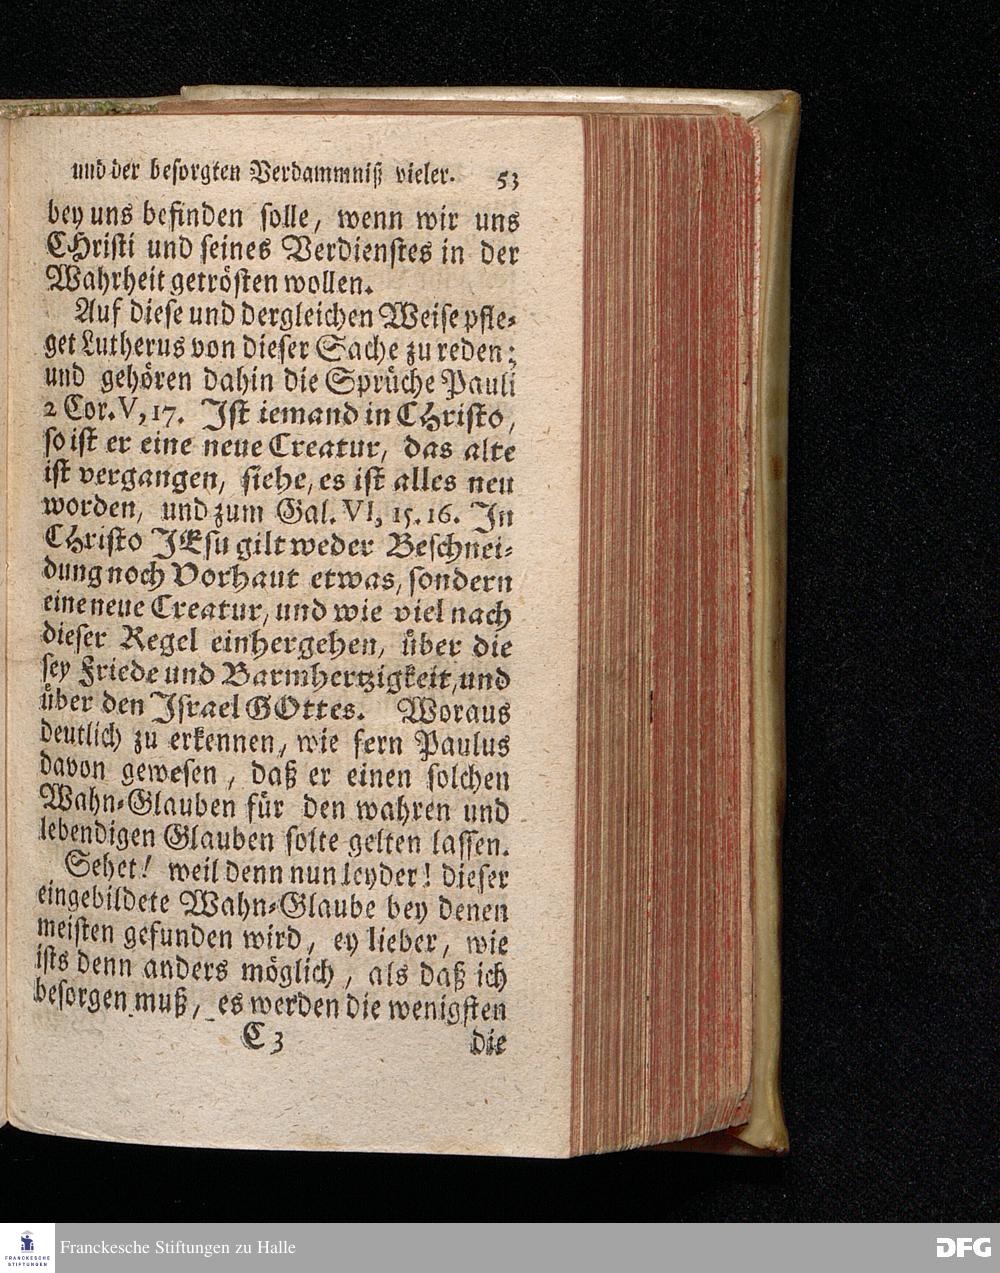 und der besorgten Verdammniß vieler. 53
bey uns befinden solle, wenn wir uns
CHristi und seines Verdienstes in der
Wahrheit getrösten wollen.
Auf diese und dergleichen Weise pfle-
get Lutherus von dieser Sache zu reden;
und gehören dahin die Sprüche Pauli
2 Cor. V, 17. Ist iemand in CHristo,
so ist er eine neue Creatur, das alte
ist vergangen, siehe, es ist alles neu
worden, und zum Gal. VI, 15. 16. In
CHristo JEsu gilt weder Beschnei-
dung noch Vorhaut etwas, sondern
eine neue Creatur, und wie viel nach
dieser Regel einhergehen, über die
sey Friede und Barmhertzigkeit, und
über den Israel GOttes. Woraus
deutlich zu erkennen, wie fern Paulus
davon gewesen, daß er einen solchen
Wahn-Glauben für den wahren und
lebendigen Glauben solte gelten lassen.
Sehet! weil denn nun leyder! dieser
eingebildete Wahn-Glaube bey denen
meisten gefunden wird, ey lieber, wie
ists denn anders möglich, als daß ich
besorgen muß, es werden die wenigsten
C 3 die
FRANCKESCHE
STIFTUNGEN
Franckesche Stiftungen zu Halle
DFG